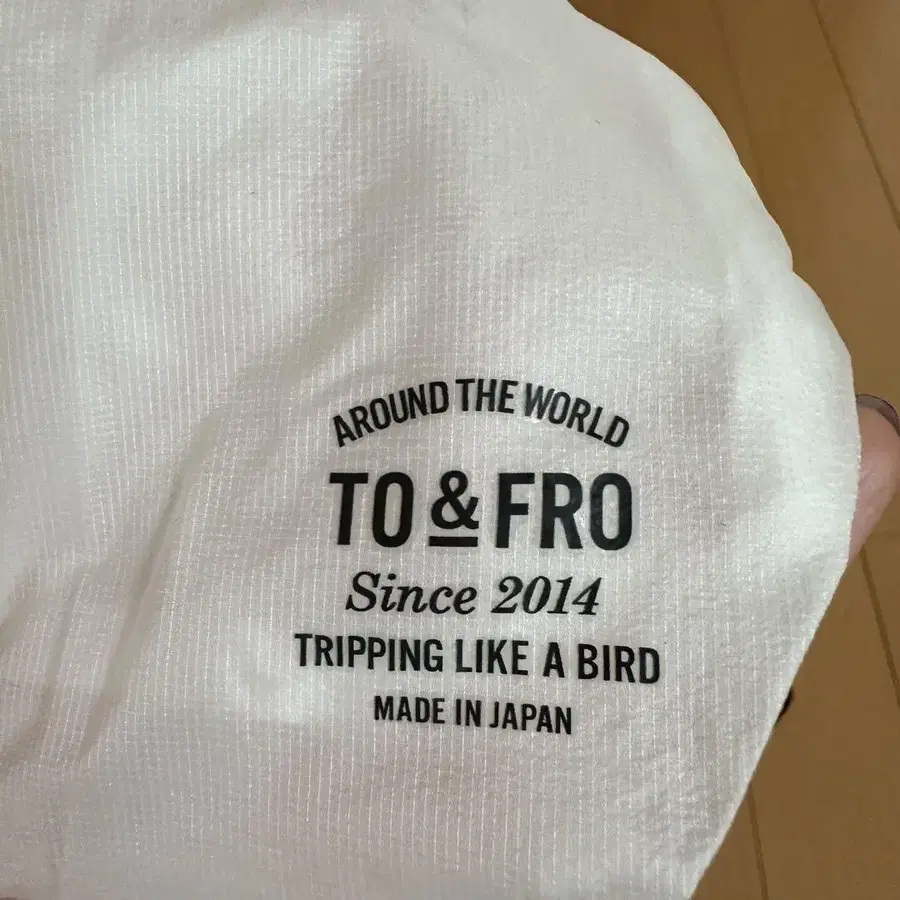 AROUND THE WORLD
TO & FRO
Since 2014
TRIPPING LIKE A BIRD
MADE IN JAPAN